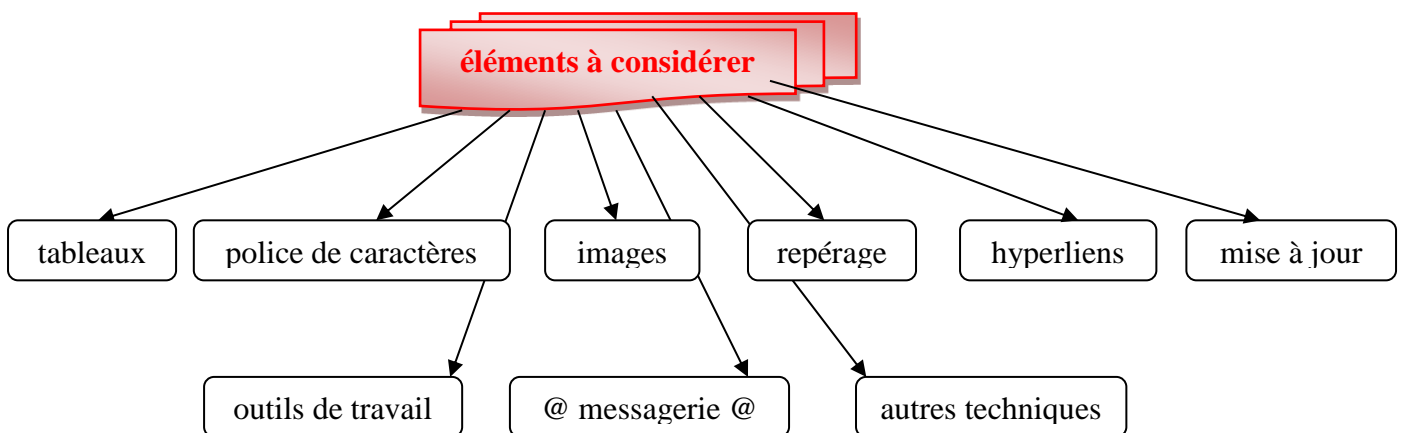 éléments à considérer
tableaux
police de caractères
images
repérage
hyperliens
mise à jour
outils de travail
@ messagerie @
autres techniques